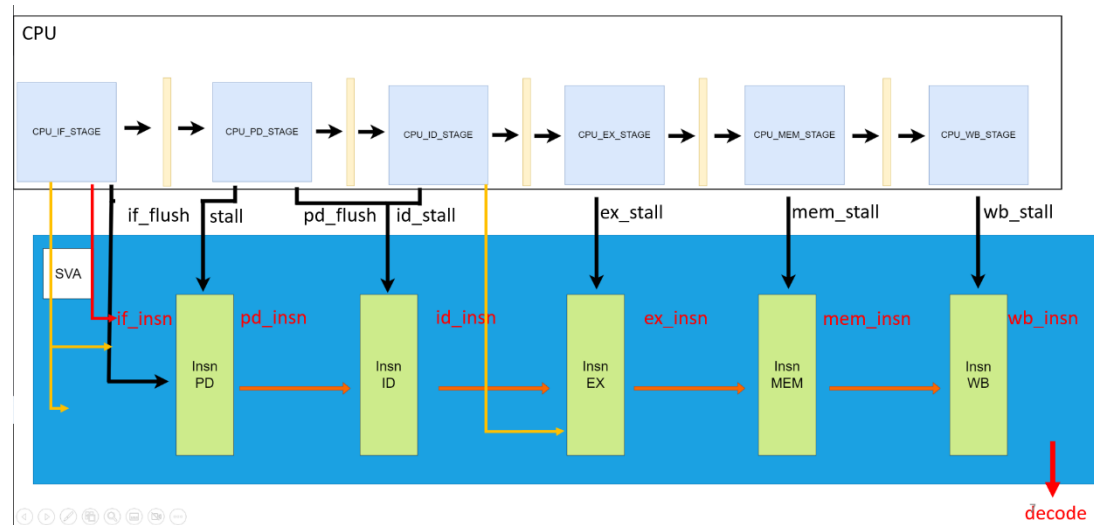 CPU
CPU_IF_STAGE
CPU_PD_STAGE
CPU_ID_STAGE
CPU_EX_STAGE
CPU_MEM_STAGE
CPU_WB_STAGE
if_flush
stall
pd_flush
id_stall
ex_stall
mem_stall
wb_stall
SVA
if_insn
pd_insn
id_insn
ex_insn
mem_insn
wb_insn
Insn
PD
Insn
ID
Insn
EX
Insn
MEM
Insn
WB
7
decode